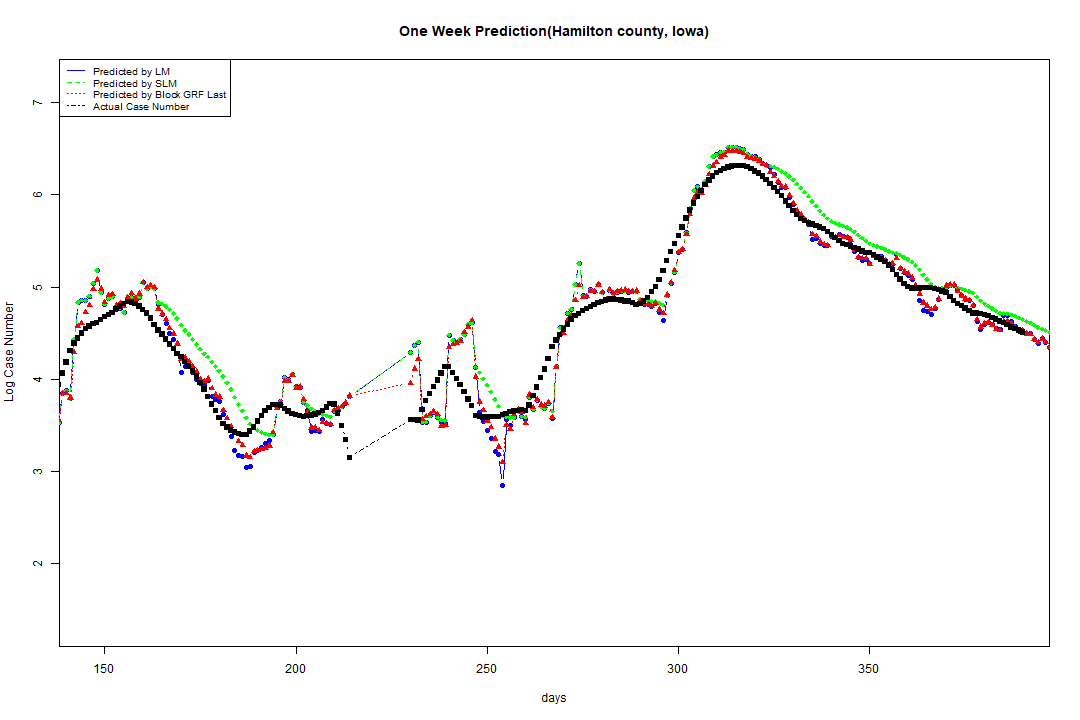 One Week Prediction(Hamilton county, Iowa)
Predicted by LM
Predicted by SLM
Predicted by Block GRF Last
Actual Case Number
Log Case Number
7
6
5
4
3
2
150 200 250 300 350
days